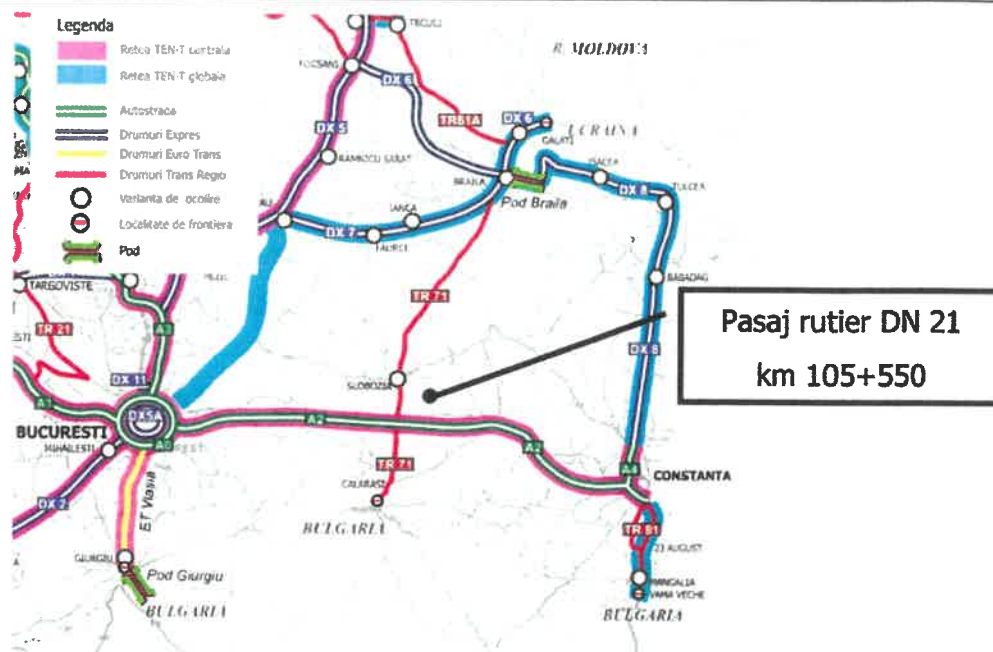 Legenda
Retea TEN-T centrala
Retea TEN-T globala
Autostrada
Drumuri Expres
Drumuri Euro Trans
Drumuri Trans Regio
Varianta de ocolire
Localitate de frontiera
Pod
TECUCI
R. MOLDOVA
FOCSANI
DX 6
DX 5
TR81A
DX 6
UCRAINA
GALATI
RAMNICU SARAT
BRAILA
ISACCEA
DX 8
TULCEA
Pod Braila
IANCA
DX 7
FAUREI
BABADAG
TARGOVISTE
TR 71
TR 21
A3
DX 8
Pasaj rutier DN 21
km 105+550
SLOBOZIA
DX 11
A1
DX5A
A2
BUCURESTI
MIHAILESTI
A0
A2
TR 71
A4
CONSTANTA
CALARASI
DX 2
ET Vlasia
BULGARIA
TR 81
23 AUGUST
GIURGIU
Pod Giurgiu
MANGALIA
VAMA VECHE
BULGARIA
BULGARIA